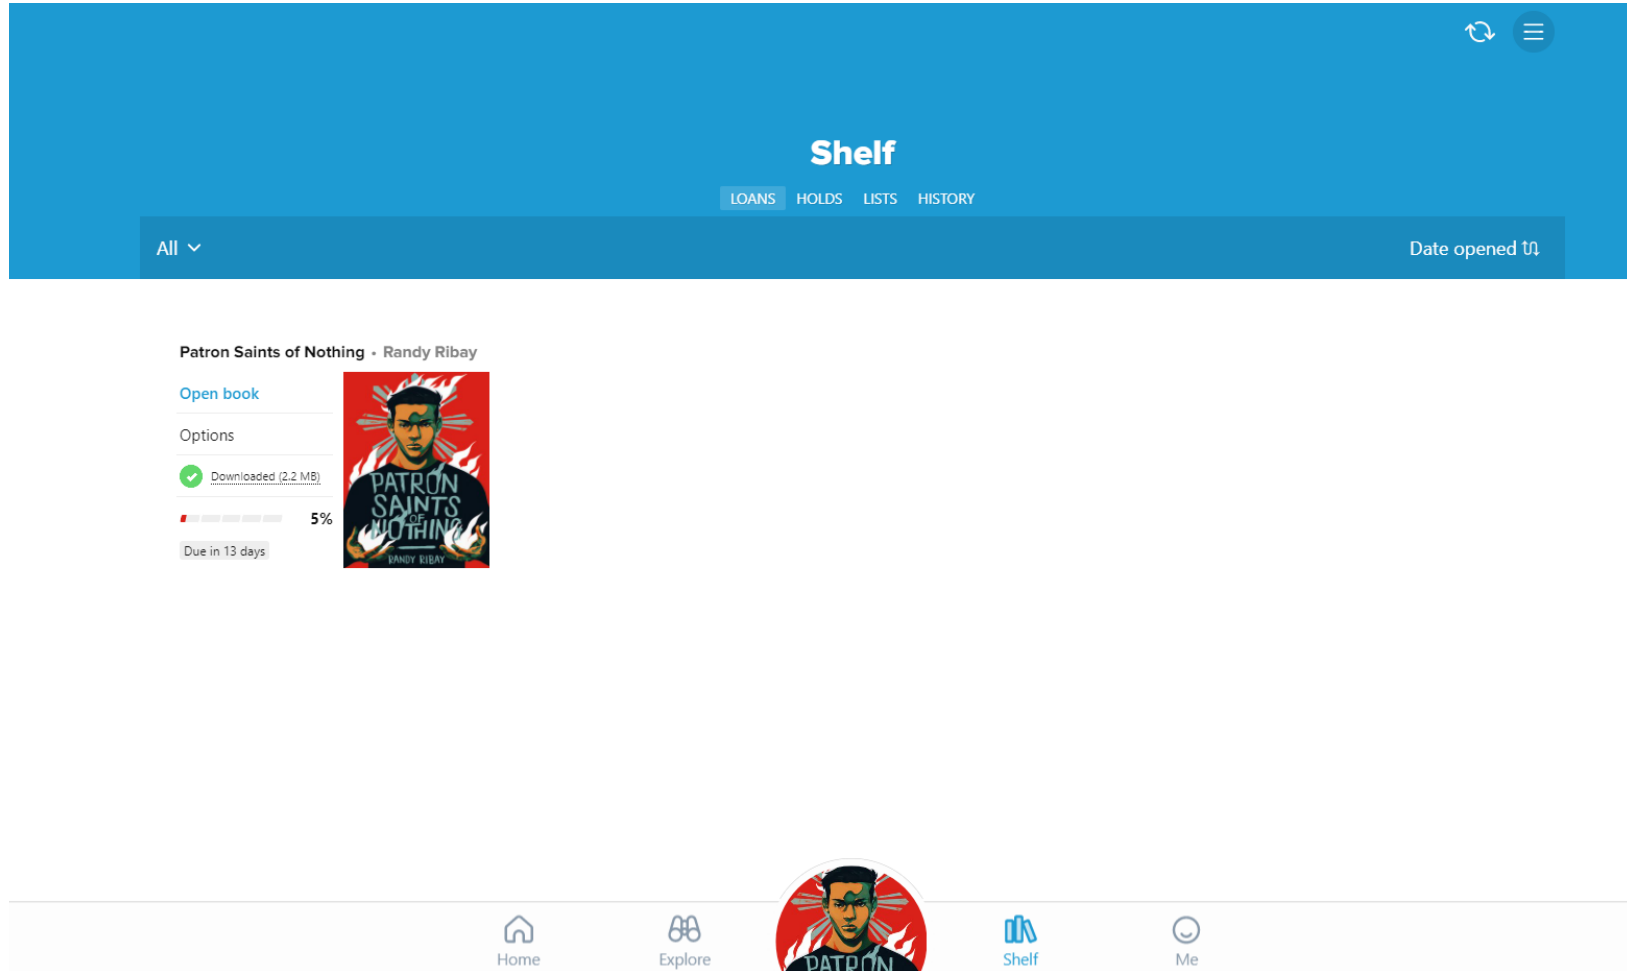 Shelf
LOANS HOLDS LISTS HISTORY
All Date opened
Patron Saints of Nothing • Randy Ribay
Open book
Options
Downloaded (2.2 MB)
5%
Due in 13 days
PATRON
SAINTS
OF
NOTHING
RANDY RIBAY
PATRON
Home Explore Shelf Me